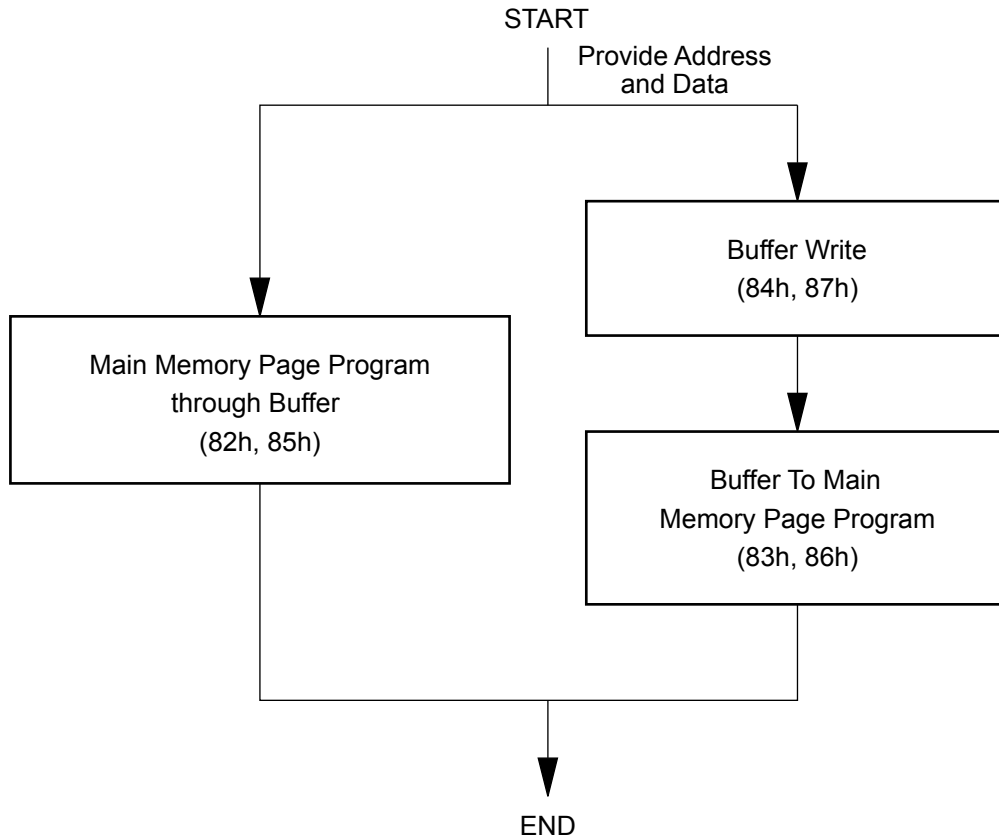 START
Provide Address
and Data
Buffer Write
(84h, 87h)
Main Memory Page Program
through Buffer
(82h, 85h)
Buffer To Main
Memory Page Program
(83h, 86h)
END